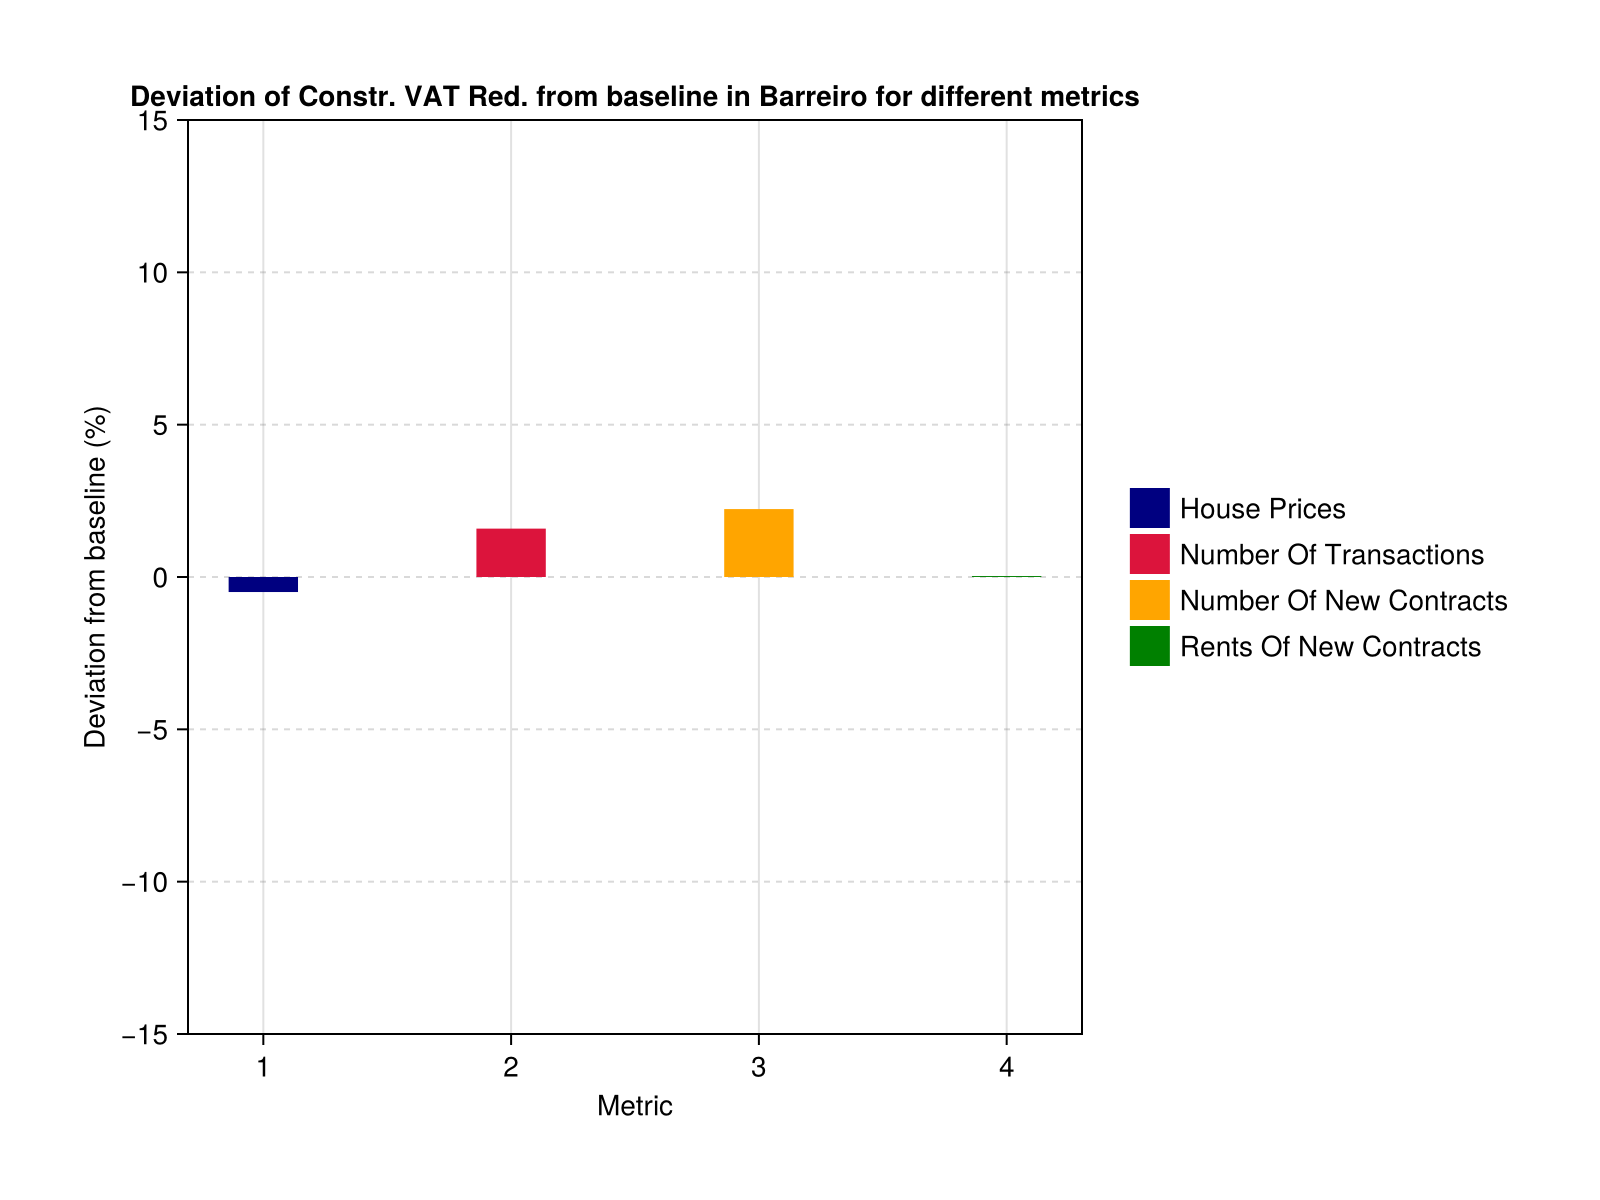 Deviation of Constr. VAT Red. from baseline in Barreiro for different metrics
15
10
5
0
−5
−10
−15
Deviation from baseline (%)
1 2 3 4
Metric
House Prices
Number Of Transactions
Number Of New Contracts
Rents Of New Contracts